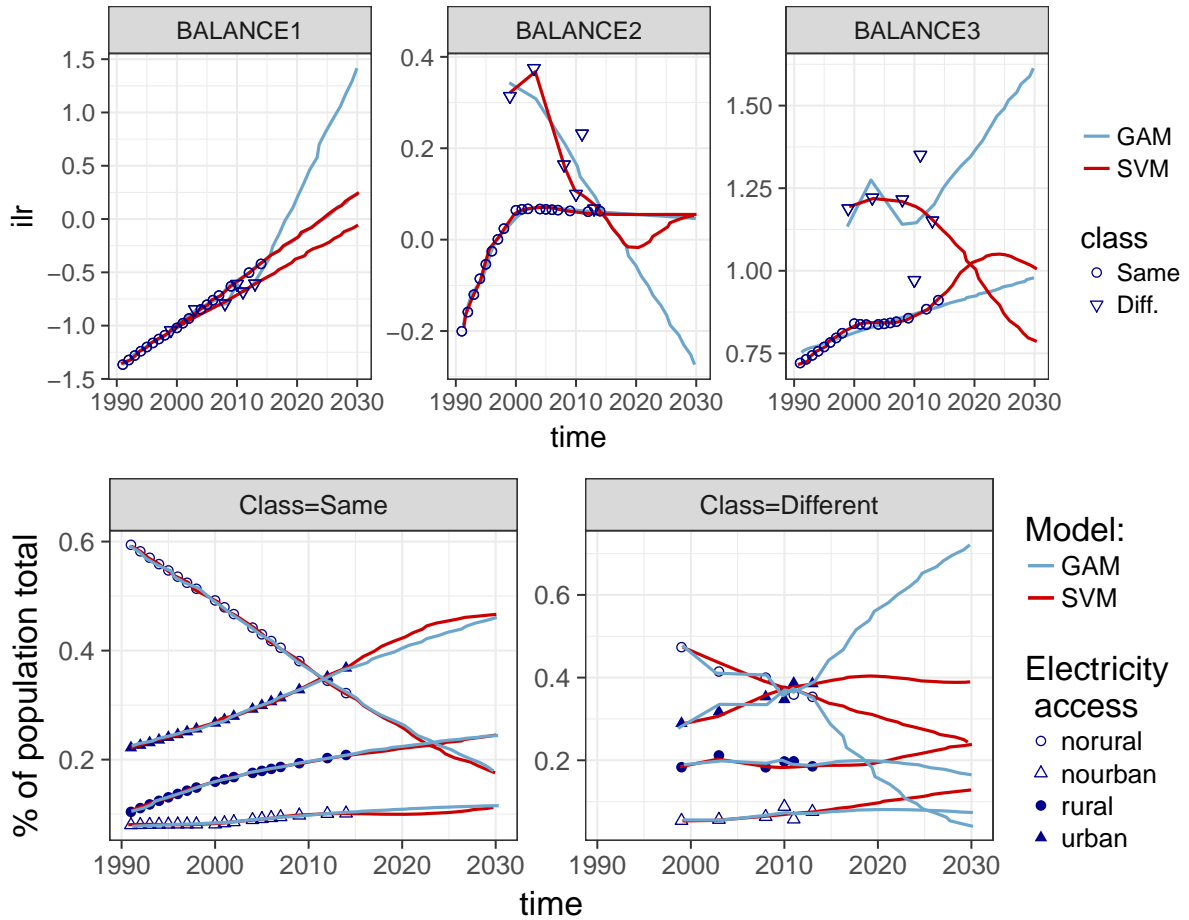 BALANCE1 BALANCE2 BALANCE3
1.5
1.0
0.5
0.0
−0.5
−1.0
−1.5
0.4
0.2
0.0
−0.2
1.50
1.25
1.00
0.75
ilr
1990 2000 2010 2020 2030 1990 2000 2010 2020 2030 1990 2000 2010 2020 2030
time
GAM
SVM
class
Same
Diff.
Class=Same Class=Different
0.6
0.4
0.2
0.6
0.4
0.2
% of population total
1990 2000 2010 2020 2030 1990 2000 2010 2020 2030
time
Model:
GAM
SVM
Electricity
access
norural
nourban
rural
urban